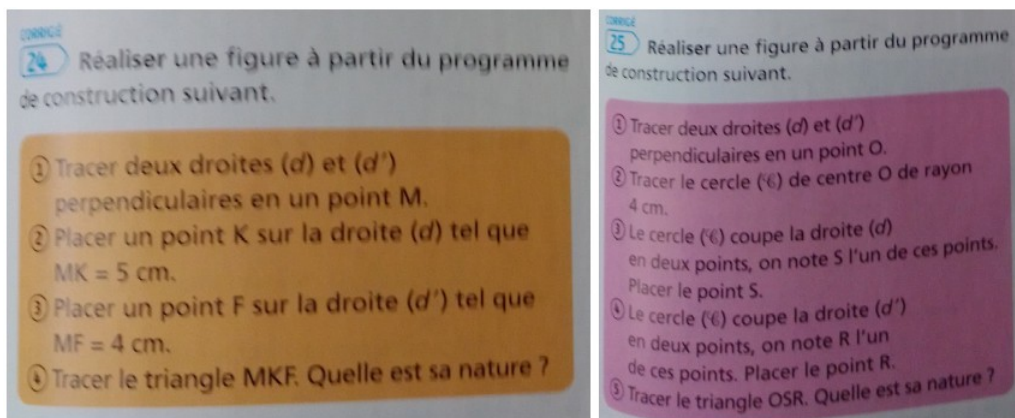 CORRIGÉ
24 Réaliser une figure à partir du programme
de construction suivant.
① Tracer deux droites (d) et (d')
perpendiculaires en un point M.
② Placer un point K sur la droite (d) tel que
MK = 5 cm.
③ Placer un point F sur la droite (d') tel que
MF = 4 cm.
④ Tracer le triangle MKF. Quelle est sa nature ?
CORRIGÉ
25 Réaliser une figure à partir du programme
de construction suivant.
① Tracer deux droites (d) et (d')
perpendiculaires en un point O.
② Tracer le cercle (𝒞) de centre O de rayon
4 cm.
③ Le cercle (𝒞) coupe la droite (d)
en deux points, on note S l'un de ces points.
Placer le point S.
④ Le cercle (𝒞) coupe la droite (d')
en deux points, on note R l'un
de ces points. Placer le point R.
⑤ Tracer le triangle OSR. Quelle est sa nature ?